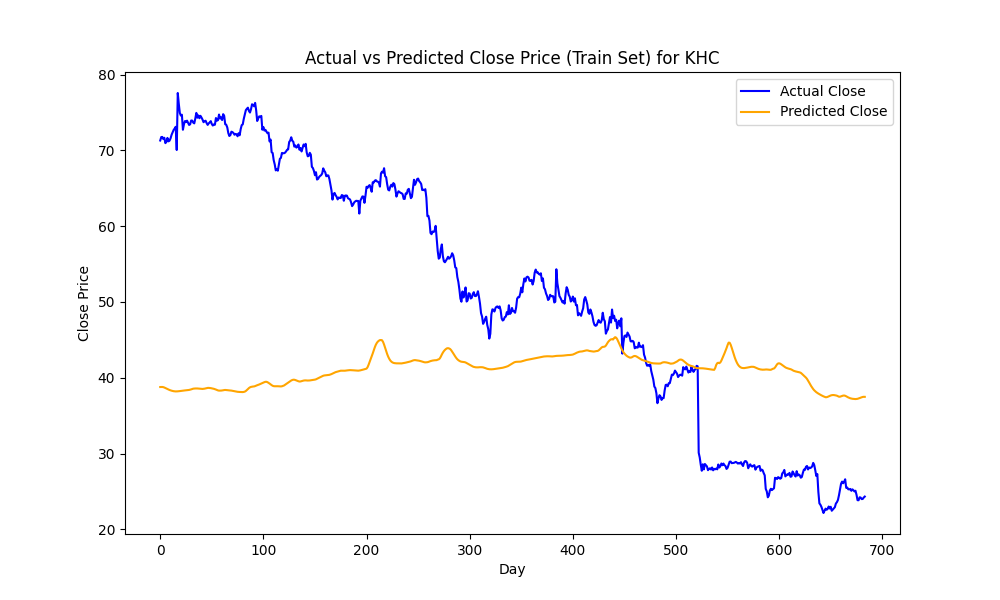 Actual vs Predicted Close Price (Train Set) for KHC
Actual Close
Predicted Close
Close Price
80
70
60
50
40
30
20
0 100 200 300 400 500 600 700
Day